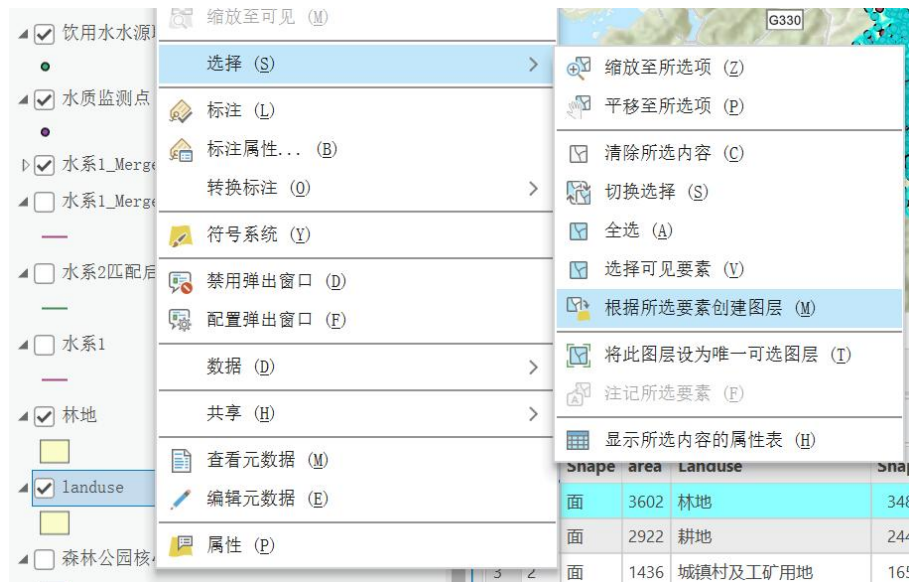 饮用水水源
水质监测点
水系1_Merge
水系1_Merge
水系2匹配后
水系1
林地
landuse
森林公园核
缩放至可见 (M)
选择 (S)
标注 (L)
标注属性... (B)
转换标注 (O)
符号系统 (Y)
禁用弹出窗口 (D)
配置弹出窗口 (F)
数据 (D)
共享 (H)
查看元数据 (M)
编辑元数据 (E)
属性 (P)
G330
缩放至所选项 (Z)
平移至所选项 (P)
清除所选内容 (C)
切换选择 (S)
全选 (A)
选择可见要素 (V)
根据所选要素创建图层 (M)
将此图层设为唯一可选图层 (T)
注记所选要素 (F)
显示所选内容的属性表 (H)
Shape area Landuse Shap
面 3602 林地 348
面 2922 耕地 244
3 2 面 1436 城镇村及工矿用地 165